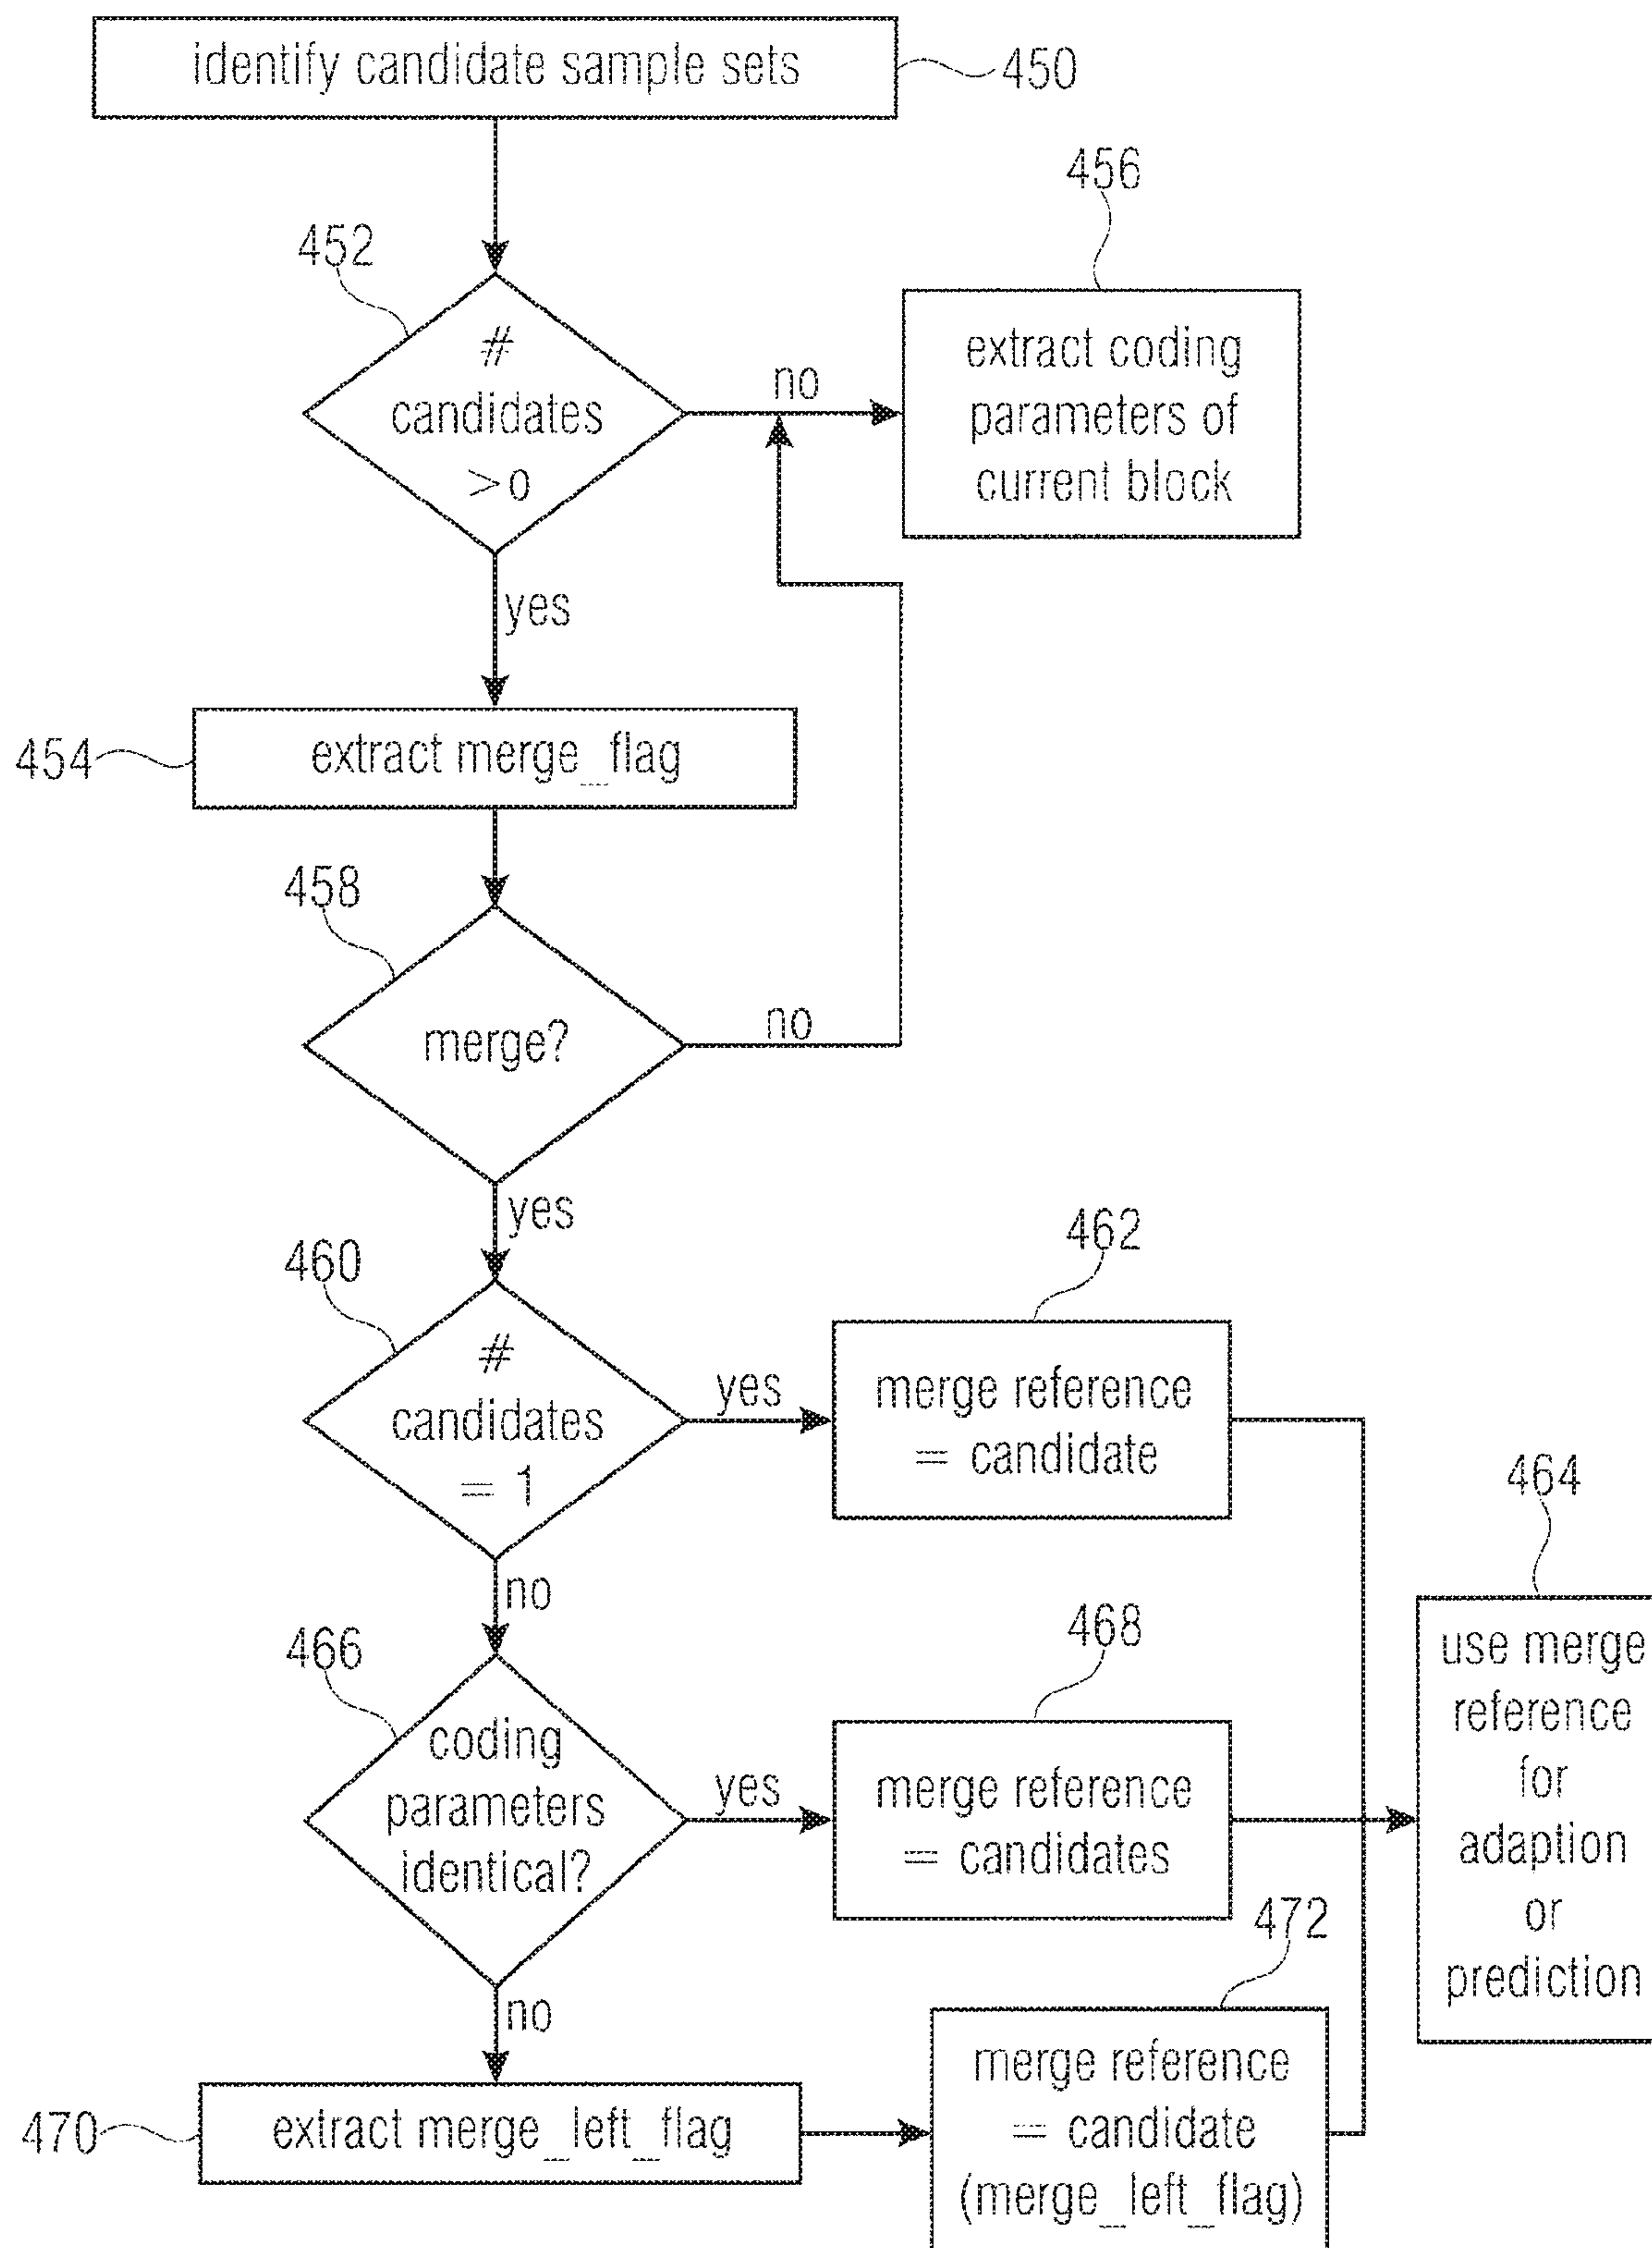 identify candidate sample sets
450
456
452
#
candidates
>o
no
extract coding
parameters of
current block
yes
454
extract merge_flag
458
merge?
no
yes
460
#
candidates
= 1
yes
462
merge reference
= candidate
464
use merge
reference
for
adaption
or
prediction
no
466
coding
parameters
identical?
yes
468
merge reference
= candidates
no
470
extract merge_left_flag
472
merge reference
= candidate
(merge_left_flag)